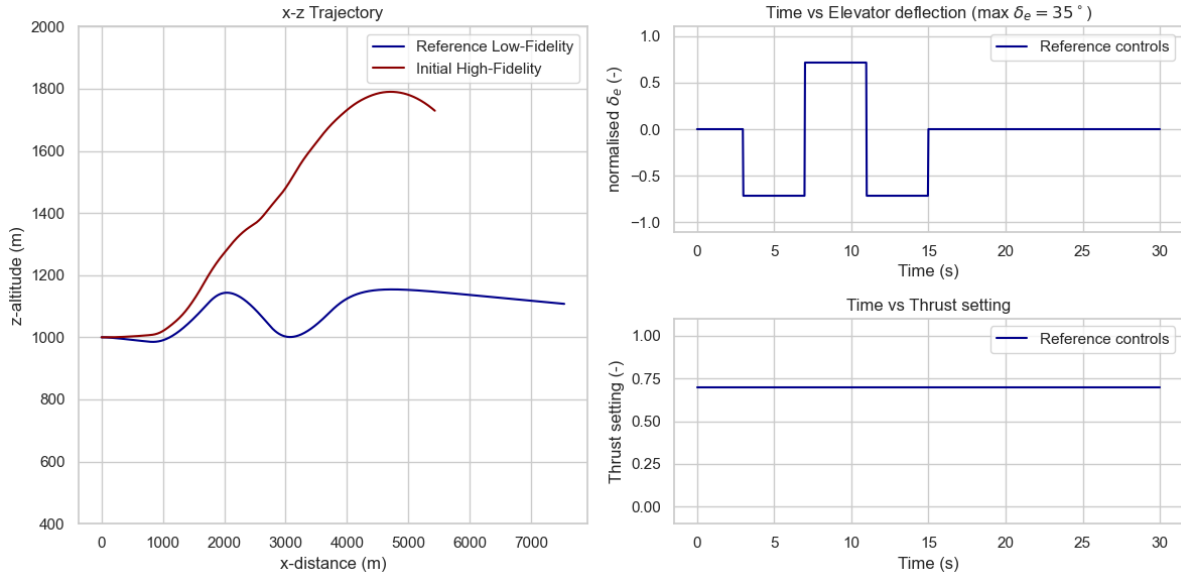 x-z Trajectory
2000
1800
1600
1400
1200
1000
800
600
400
z-altitude (m)
Reference Low-Fidelity
Initial High-Fidelity
0 1000 2000 3000 4000 5000 6000 7000
x-distance (m)
Time vs Elevator deflection (max δₑ = 35°)
1.0
0.5
0.0
−0.5
−1.0
normalised δₑ (-)
Reference controls
0 5 10 15 20 25 30
Time (s)
Time vs Thrust setting
1.00
0.75
0.50
0.25
0.00
Thrust setting (-)
Reference controls
0 5 10 15 20 25 30
Time (s)